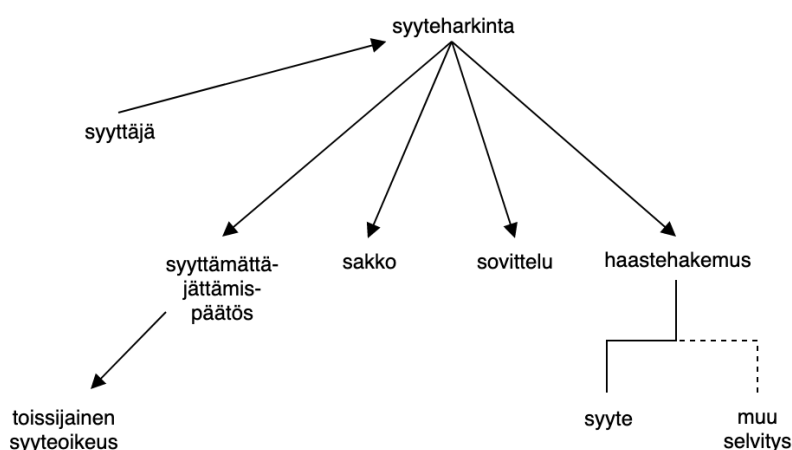 syyteharkinta
syyttäjä
syyttämättä-
jättämis-
päätös
sakko
sovittelu
haastehakemus
toissijainen
syyteoikeus
syyte
muu
selvitys